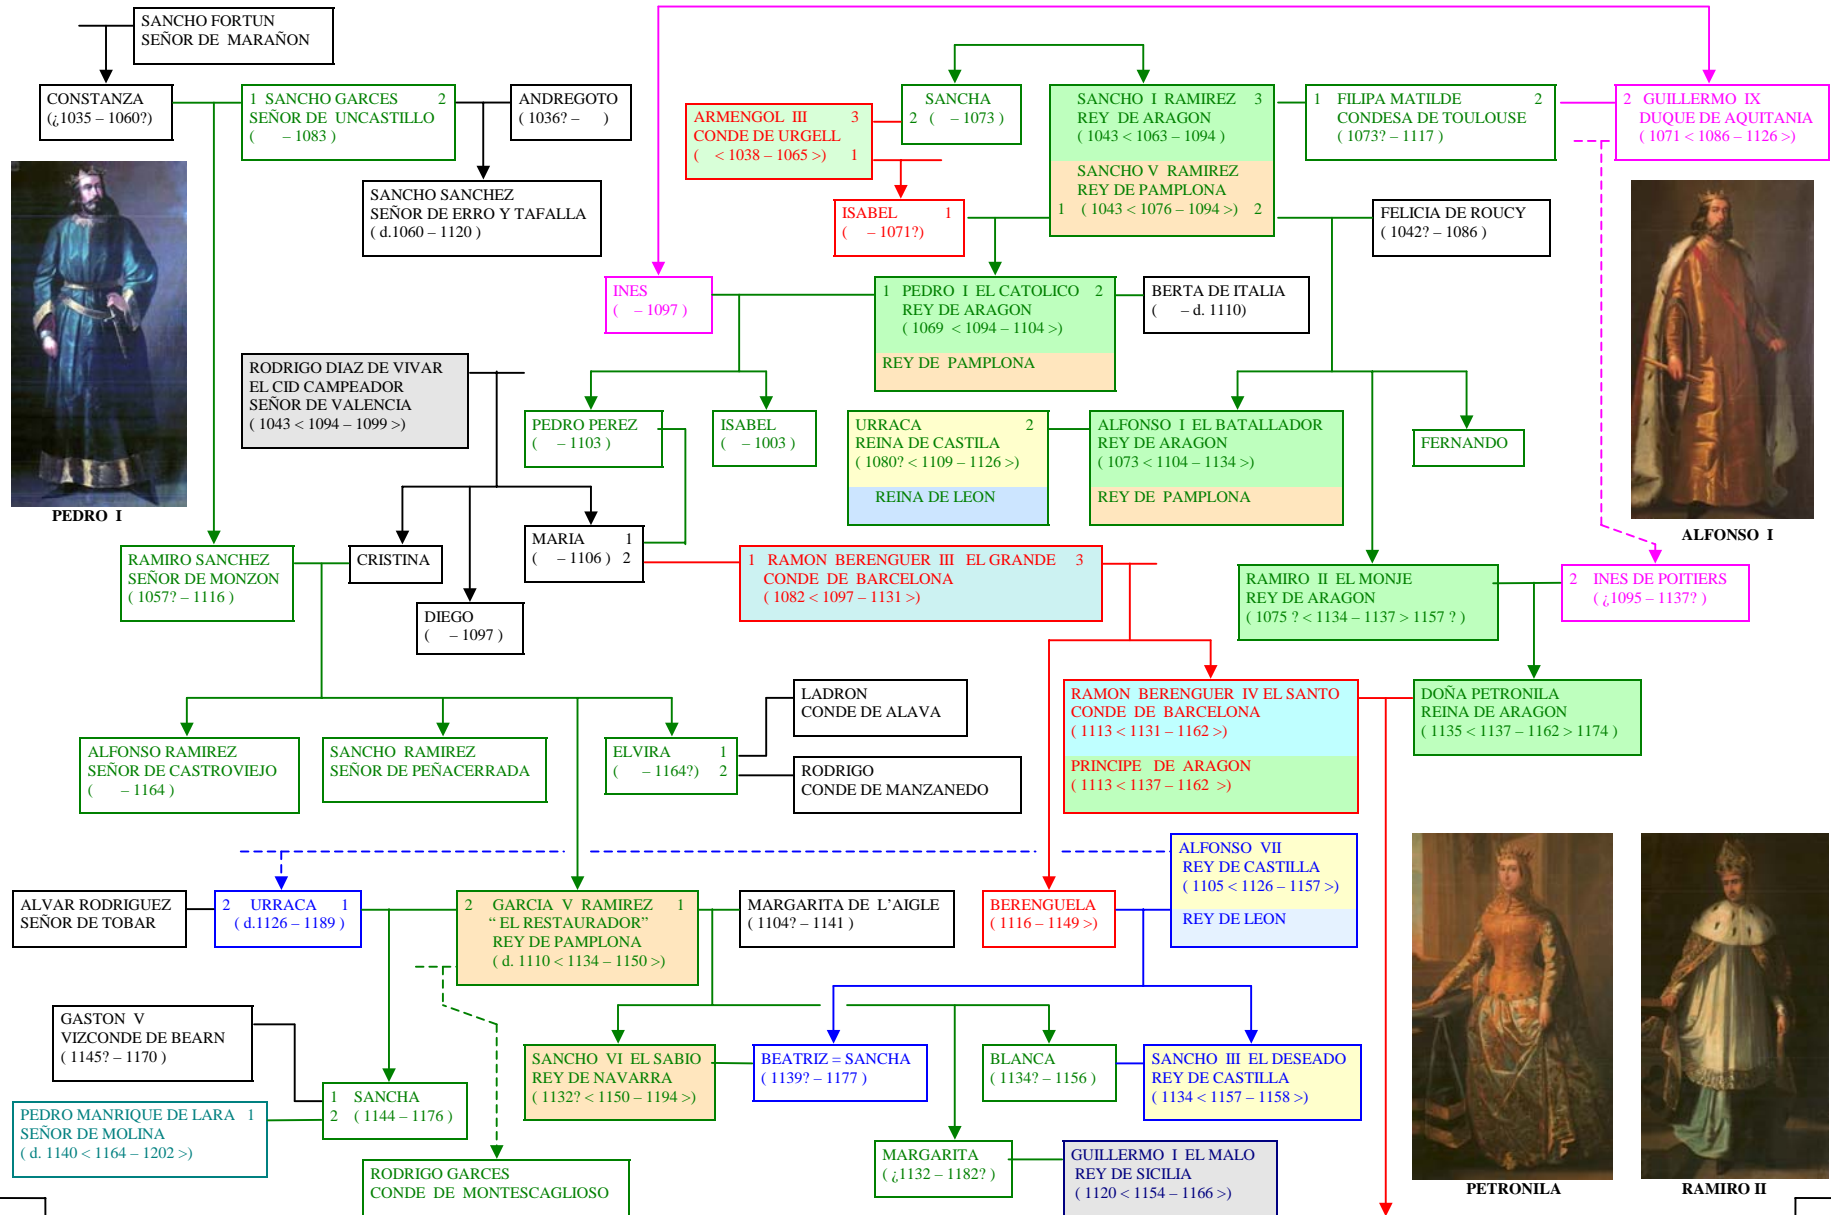 SANCHO FORTUN
SEÑOR DE MARAÑON
CONSTANZA
(¿1035 – 1060?)
1 SANCHO GARCES 2
SEÑOR DE UNCASTILLO
( – 1083)
ANDREGOTO
(1036? – )
SANCHO SANCHEZ
SEÑOR DE ERRO Y TAFALLA
( d.1060 – 1120 )
ARMENGOL III 3
CONDE DE URGELL
( < 1038 – 1065 >) 1
SANCHA
2 ( – 1073)
SANCHO I RAMIREZ 3
REY DE ARAGON
(1043 < 1063 – 1094)
SANCHO V RAMIREZ
REY DE PAMPLONA
1 (1043 < 1076 – 1094 >) 2
1 FILIPA MATILDE 2
CONDESA DE TOULOUSE
(1073? – 1117)
2 GUILLERMO IX
DUQUE DE AQUITANIA
(1071 < 1086 – 1126 >)
ISABEL 1
( – 1071?)
FELICIA DE ROUCY
( 1042? – 1086 )
INES
( – 1097 )
1 PEDRO I EL CATOLICO 2
REY DE ARAGON
( 1069 < 1094 – 1104 >)
REY DE PAMPLONA
BERTA DE ITALIA
( – d. 1110)
PEDRO I
RODRIGO DIAZ DE VIVAR
EL CID CAMPEADOR
SEÑOR DE VALENCIA
( 1043 < 1094 – 1099 >)
PEDRO PEREZ
( – 1103 )
ISABEL
( – 1003 )
URRACA 2
REINA DE CASTILA
( 1080? < 1109 – 1126 >)
REINA DE LEON
ALFONSO I EL BATALLADOR
REY DE ARAGON
( 1073 < 1104 – 1134 >)
REY DE PAMPLONA
FERNANDO
ALFONSO I
RAMIRO SANCHEZ
SEÑOR DE MONZON
( 1057? – 1116 )
CRISTINA
MARIA 1
( – 1106 ) 2
DIEGO
( – 1097 )
1 RAMON BERENGUER III EL GRANDE 3
CONDE DE BARCELONA
( 1082 < 1097 – 1131 >)
RAMIRO II EL MONJE
REY DE ARAGON
( 1075 ? < 1134 – 1137 > 1157 ? )
2 INES DE POITIERS
( ¿1095 – 1137? )
LADRON
CONDE DE ALAVA
RAMON BERENGUER IV EL SANTO
CONDE DE BARCELONA
( 1113 < 1131 – 1162 >)
PRINCIPE DE ARAGON
( 1113 < 1137 – 1162 >)
DOÑA PETRONILA
REINA DE ARAGON
( 1135 < 1137 – 1162 > 1174 )
ALFONSO RAMIREZ
SEÑOR DE CASTROVIEJO
( – 1164 )
SANCHO RAMIREZ
SEÑOR DE PEÑACERRADA
ELVIRA 1
( – 1164?) 2
RODRIGO
CONDE DE MANZANEDO
ALFONSO VII
REY DE CASTILLA
( 1105 < 1126 – 1157 >)
REY DE LEON
ALVAR RODRIGUEZ
SEÑOR DE TOBAR
2 URRACA 1
( d.1126 – 1189 )
2 GARCIA V RAMIREZ 1
“ EL RESTAURADOR”
REY DE PAMPLONA
( d. 1110 < 1134 – 1150 >)
MARGARITA DE L'AIGLE
( 1104? – 1141 )
BERENGUELA
( 1116 – 1149 >)
GASTON V
VIZCONDE DE BEARN
( 1145? – 1170 )
SANCHO VI EL SABIO
REY DE NAVARRA
( 1132? < 1150 – 1194 >)
BEATRIZ = SANCHA
( 1139? – 1177 )
BLANCA
( 1134? – 1156 )
SANCHO III EL DESEADO
REY DE CASTILLA
( 1134 < 1157 – 1158 >)
1 SANCHA
2 ( 1144 – 1176 )
PEDRO MANRIQUE DE LARA 1
SEÑOR DE MOLINA
( d. 1140 < 1164 – 1202 >)
RODRIGO GARCES
CONDE DE MONTESCAGLIOSO
MARGARITA
( ¿1132 – 1182? )
GUILLERMO I EL MALO
REY DE SICILIA
( 1120 < 1154 – 1166 >)
PETRONILA
RAMIRO II